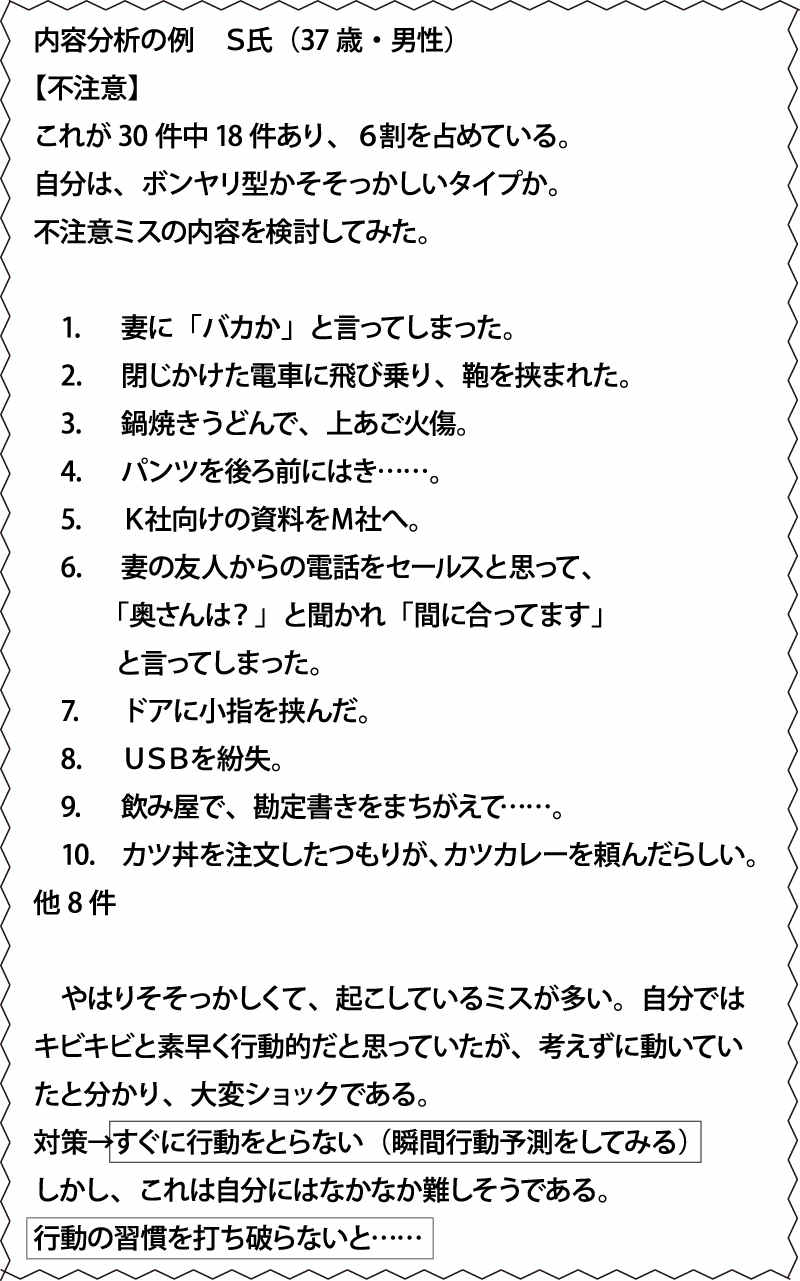 内容分析の例　S氏（37歳・男性）
【不注意】
これが30件中18件あり、6割を占めている。
自分は、ボンヤリ型かそそっかしいタイプか。
不注意ミスの内容を検討してみた。
1.　妻に「バカか」と言ってしまった。
2.　閉じかけた電車に飛び乗り、鞄を挟まれた。
3.　鍋焼きうどんで、上あご火傷。
4.　パンツを後ろ前にはき……。
5.　K社向けの資料をM社へ。
6.　妻の友人からの電話をセールスと思って、
「奥さんは？」と聞かれ「間に合ってます」
と言ってしまった。
7.　ドアに小指を挟んだ。
8.　USBを紛失。
9.　飲み屋で、勘定書きをまちがえて……。
10.　カツ丼を注文したつもりが、カツカレーを頼んだらしい。
他8件
　やはりそそっかしくて、起こしているミスが多い。自分では
キビキビと素早く行動的だと思っていたが、考えずに動いてい
たと分かり、大変ショックである。
対策→すぐに行動をとらない（瞬間行動予測をしてみる）
しかし、これは自分にはなかなか難しそうである。
行動の習慣を打ち破らないと……